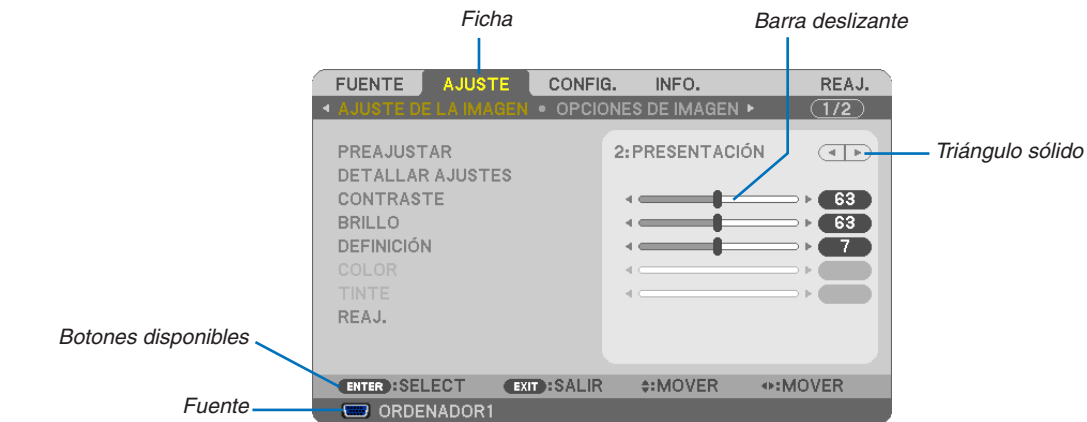 Ficha
Barra deslizante
FUENTE AJUSTE CONFIG. INFO. REAJ.
AJUSTE DE LA IMAGEN • OPCIONES DE IMAGEN 1/2
PREAJUSTAR 2:PRESENTACIÓN
Triángulo sólido
DETALLAR AJUSTES
CONTRASTE 63
BRILLO 63
DEFINICIÓN 7
COLOR
TINTE
REAJ.
Botones disponibles
ENTER:SELECT EXIT:SALIR :MOVER :MOVER
Fuente
ORDENADOR1